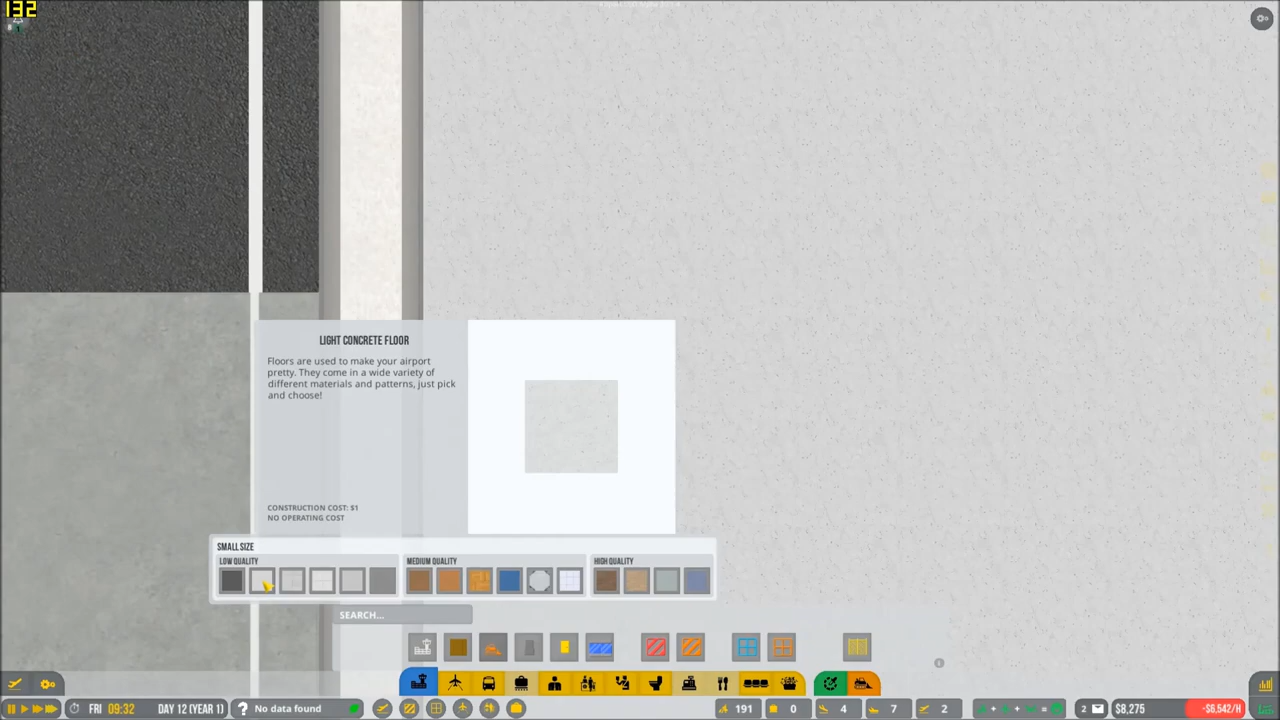 132
8
1
LIGHT CONCRETE FLOOR
Floors are used to make your airport
pretty. They come in a wide variety of
different materials and patterns, just pick
and choose!
CONSTRUCTION COST: $1
NO OPERATING COST
SMALL SIZE
LOW QUALITY
MEDIUM QUALITY
HIGH QUALITY
SEARCH...
FRI 09:32 DAY 12 (YEAR 1) ? No data found 191 0 4 7 2 + + = 2 $8,275 -$6,542/H